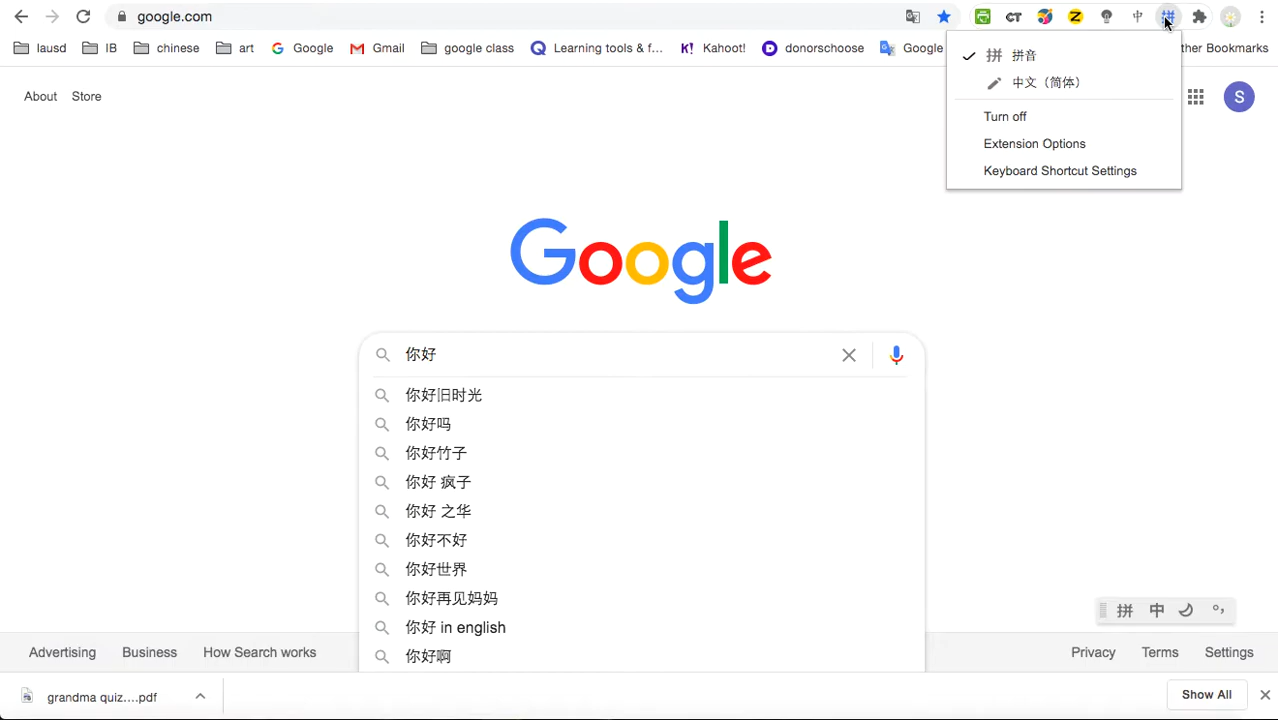 google.com
CT Z 中 拼
lausd IB chinese art Google Gmail google class Learning tools & f... K! Kahoot! D donorschoose Google ther Bookmarks
拼 拼音
中文（简体）
Turn off
Extension Options
Keyboard Shortcut Settings
About Store S
Google
你好
你好旧时光
你好吗
你好竹子
你好 疯子
你好 之华
你好不好
你好世界
你好再见妈妈
你好 in english
你好啊
拼 中 °,
Advertising Business How Search works Privacy Terms Settings
grandma quiz....pdf Show All